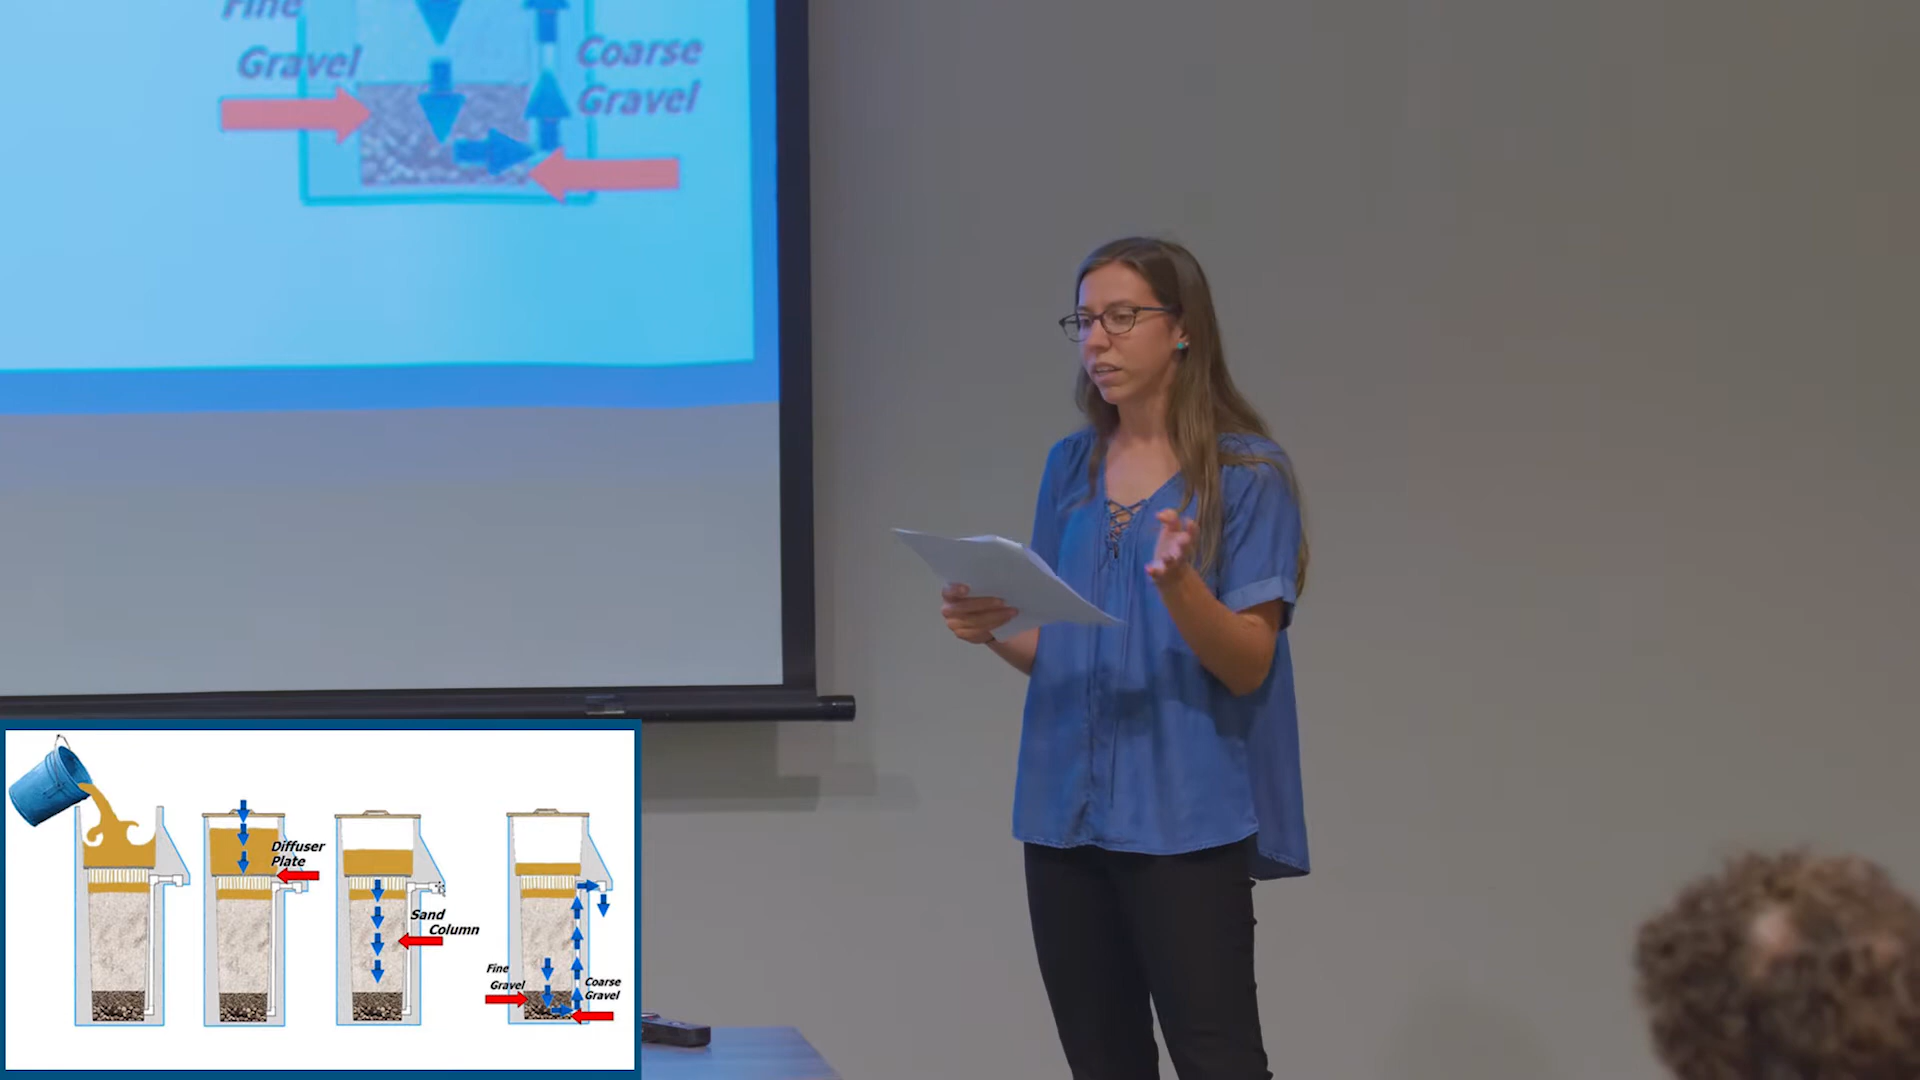 Fine
Gravel
Coarse
Gravel
Diffuser
Plate
Sand
Column
Fine
Gravel
Coarse
Gravel